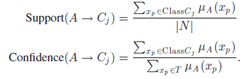 Support(A → C_j) = \frac{\sum_{x_p \in \text{Class} C_j} \mu_A(x_p)}{|N|}
Confidence(A → C_j) = \frac{\sum_{x_p \in \text{Class} C_j} \mu_A(x_p)}{\sum_{x_p \in T} \mu_A(x_p)}.